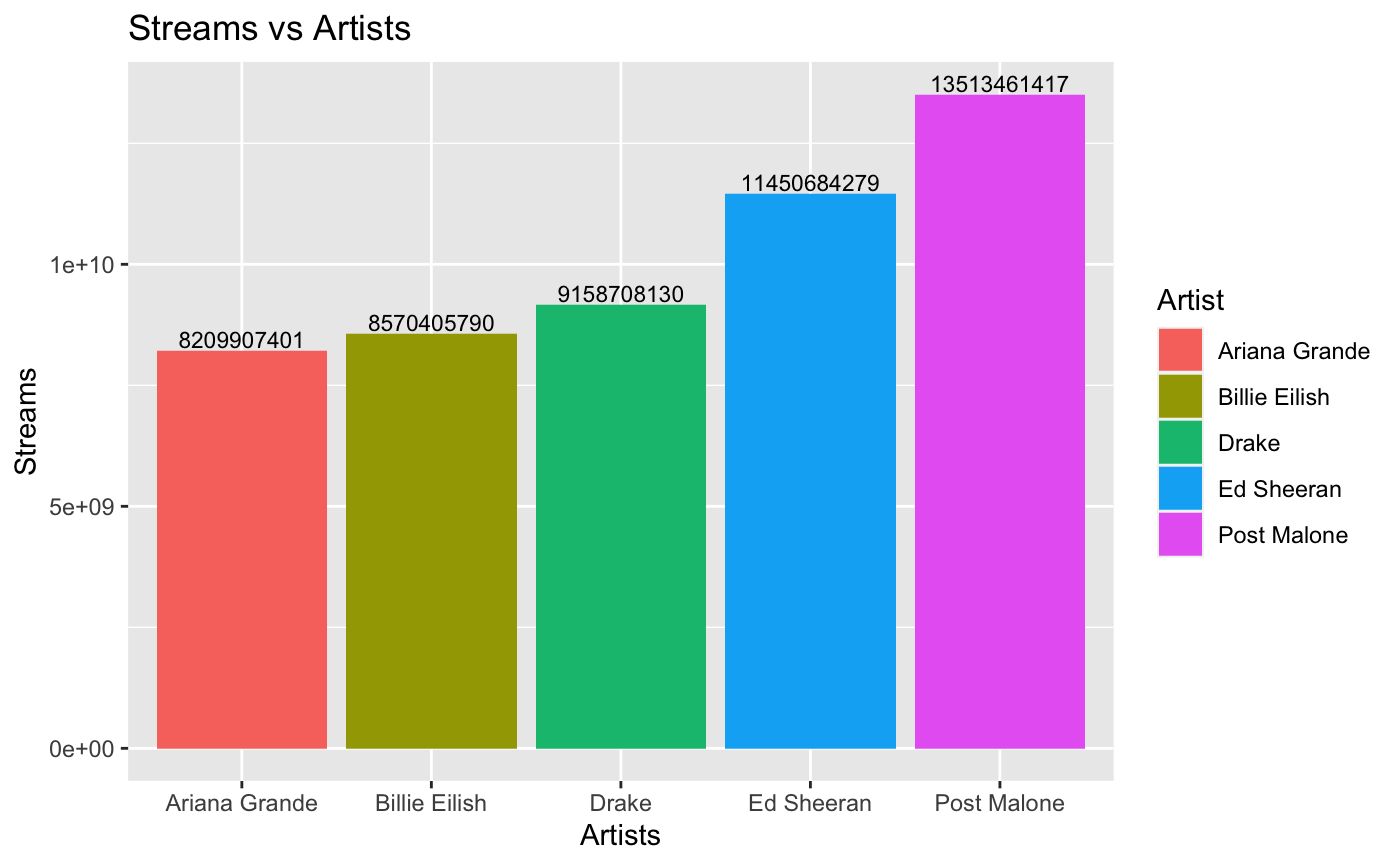 Streams vs Artists
13513461417
11450684279
9158708130
8570405790
8209907401
1e+10
5e+09
0e+00
Streams
Ariana Grande Billie Eilish Drake Ed Sheeran Post Malone
Artists
Artist
Ariana Grande
Billie Eilish
Drake
Ed Sheeran
Post Malone